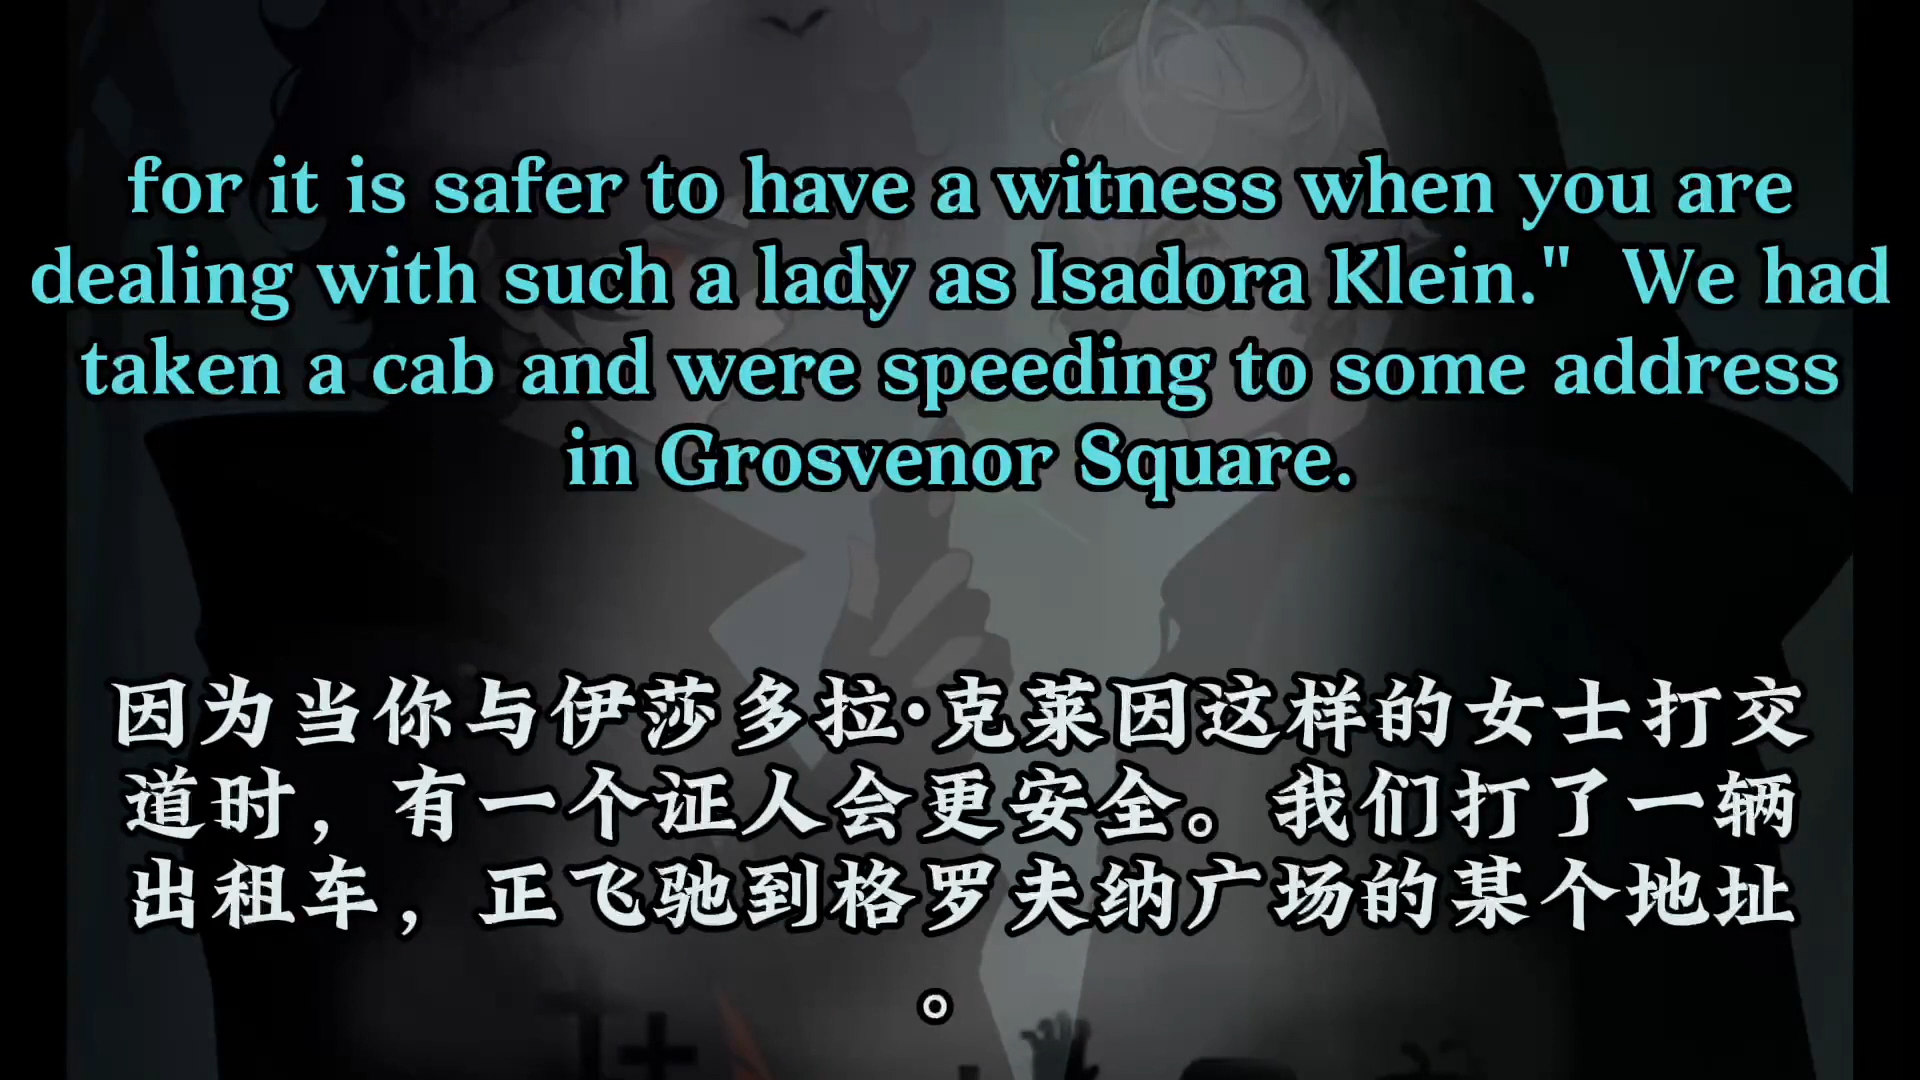 for it is safer to have a witness when you are
dealing with such a lady as Isadora Klein."  We had
taken a cab and were speeding to some address
in Grosvenor Square.
因为当你与伊莎多拉·克莱因这样的女士打交
道时，有一个证人会更安全。我们打了一辆
出租车，正飞驰到格罗夫纳广场的某个地址
。